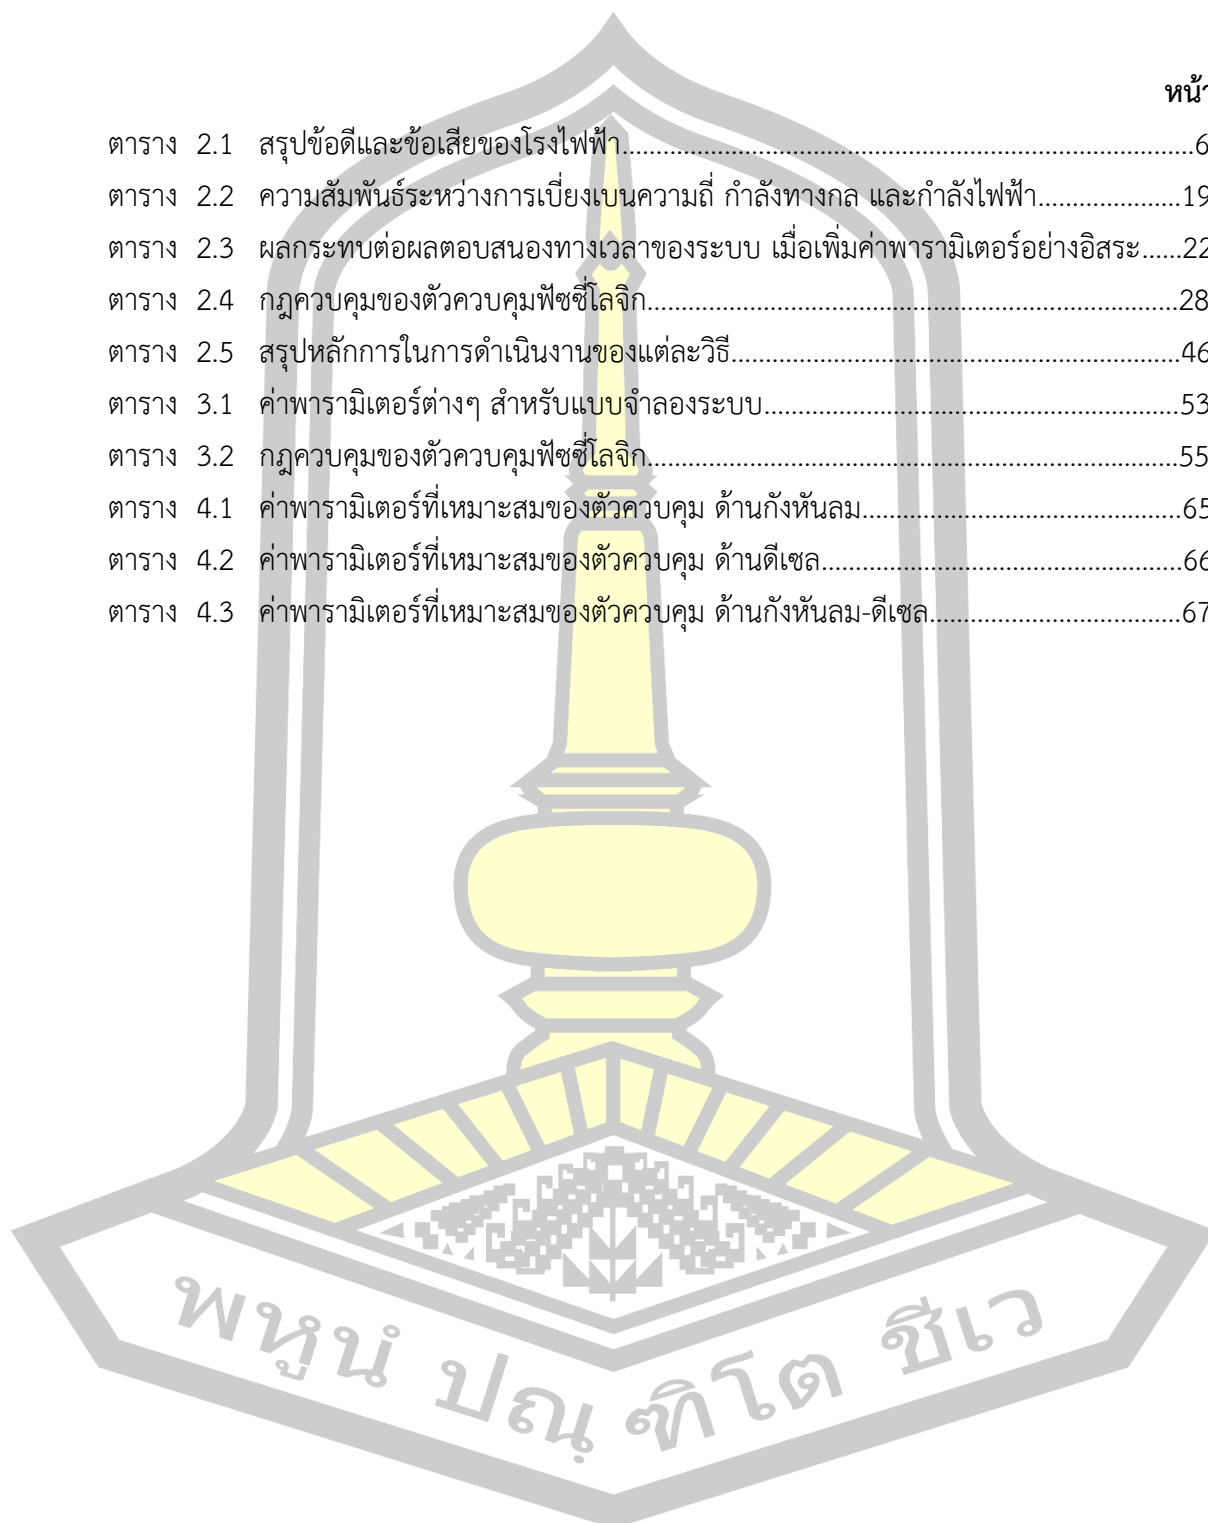 หน้า
ตาราง 2.1 สรุปข้อดีและข้อเสียของโรงไฟฟ้า.....................................................................................................6
ตาราง 2.2 ความสัมพันธ์ระหว่างการเบี่ยงเบนความถี่ กำลังทางกล และกำลังไฟฟ้า....................19
ตาราง 2.3 ผลกระทบต่อผลตอบสนองทางเวลาของระบบ เมื่อเพิ่มค่าพารามิเตอร์อย่างอิสระ......22
ตาราง 2.4 กฎควบคุมของตัวควบคุมฟัซซี่โลจิก..............................................................................................28
ตาราง 2.5 สรุปหลักการในการดำเนินงานของแต่ละวิธี...............................................................................46
ตาราง 3.1 ค่าพารามิเตอร์ต่างๆ สำหรับแบบจำลองระบบ.........................................................................53
ตาราง 3.2 กฎควบคุมของตัวควบคุมฟัซซี่โลจิก..............................................................................................55
ตาราง 4.1 ค่าพารามิเตอร์ที่เหมาะสมของตัวควบคุม ด้านกังหันลม.......................................................65
ตาราง 4.2 ค่าพารามิเตอร์ที่เหมาะสมของตัวควบคุม ด้านดีเซล..............................................................66
ตาราง 4.3 ค่าพารามิเตอร์ที่เหมาะสมของตัวควบคุม ด้านกังหันลม-ดีเซล...........................................67
พหูนํ ปณฺฑิโต ชีเว